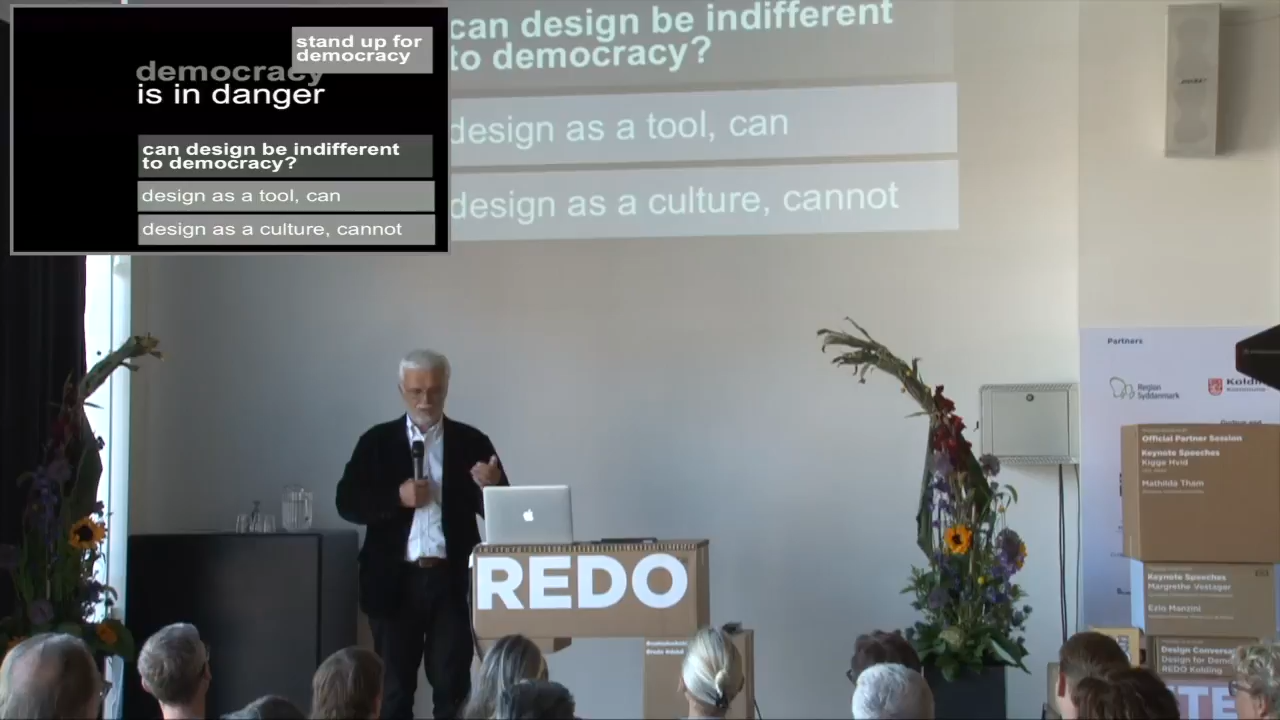 stand up for
democracy
democracy
is in danger
can design be indifferent
to democracy?
design as a tool, can
design as a culture, cannot
can design be indifferent
to democracy?
design as a tool, can
design as a culture, cannot
BOSE
Partners
Region
Syddanmark
Official Partner Session
Keynote Speeches
Kigge Hvid
Mathilda Tham
REDO
Keynote Speeches
Margrethe Vestager
Ezio Manzini
Design Conversa
Design for Demo
REDO Kolding